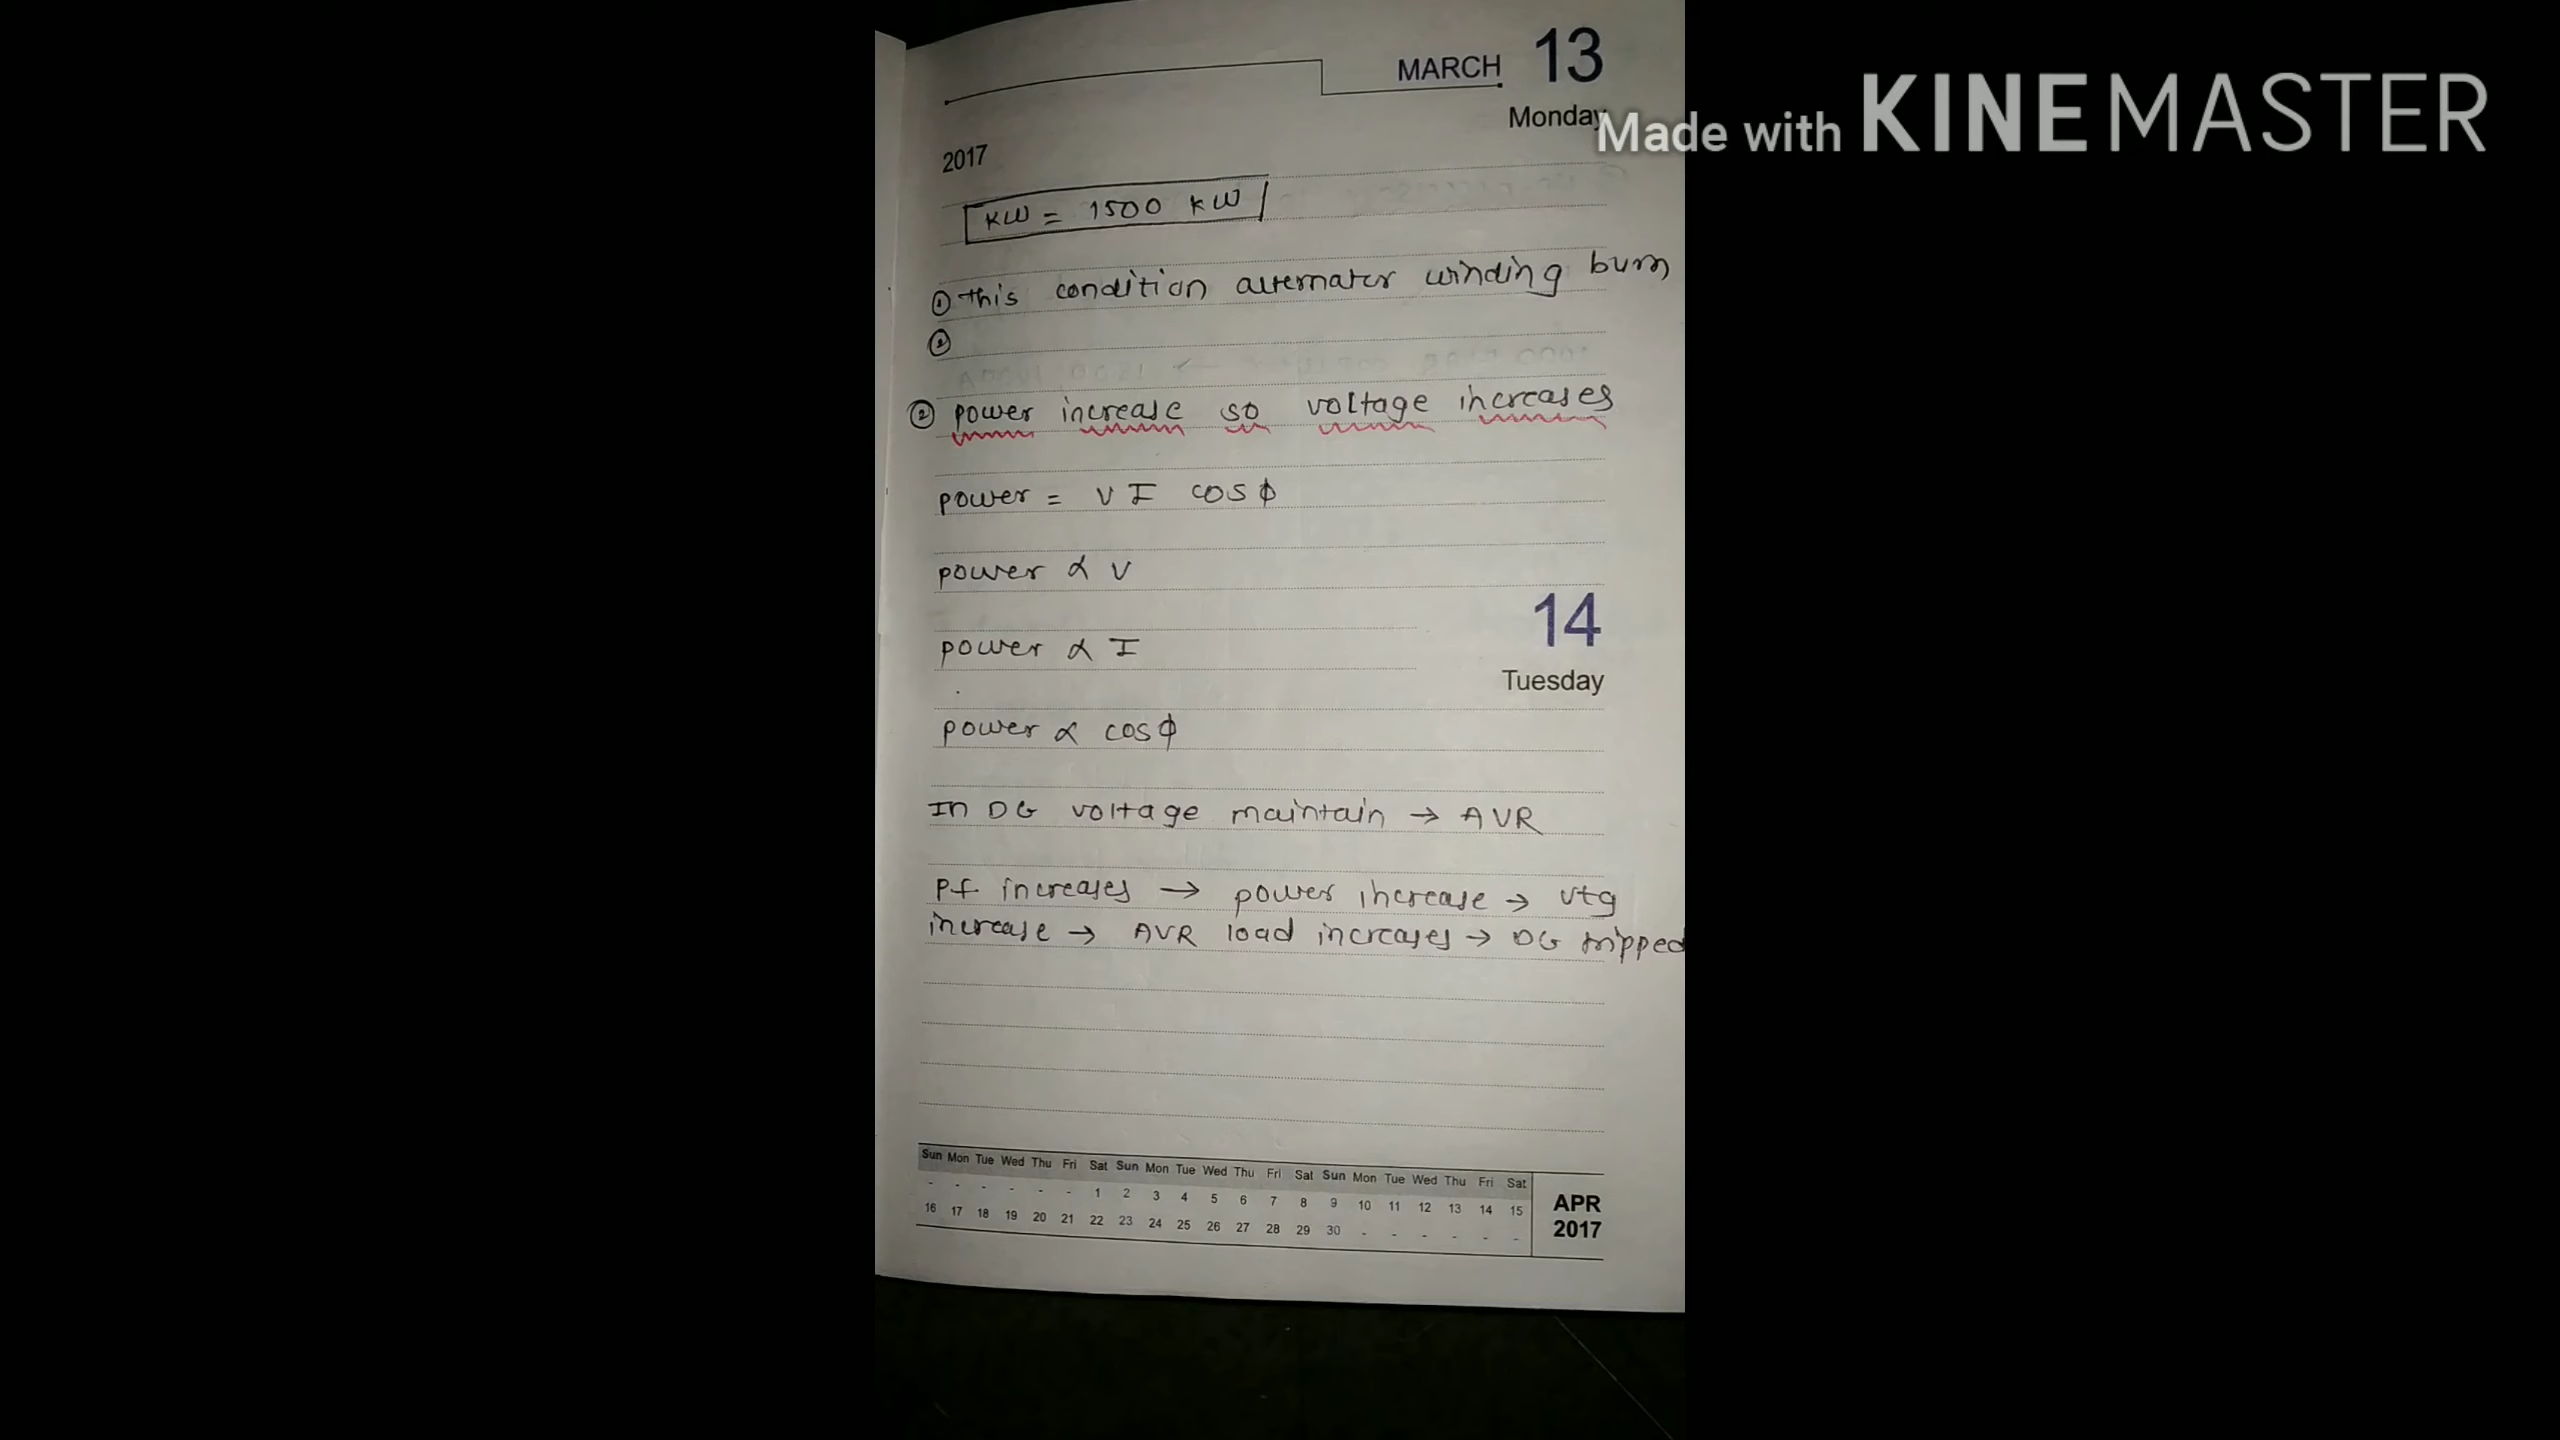 MARCH 13
Monday
Made with KINEMASTER
2017
KW = 1500 KW
① This condition alternator winding burn
②
② power increase so voltage increases
power = V I cosϕ
power ∝ V
14
power ∝ I
Tuesday
power ∝ cosϕ
In DG voltage maintain → AVR
Pf increases → power increase → vtg
increase → AVR load increases → DG tripped
Sun Mon Tue Wed Thu Fri Sat Sun Mon Tue Wed Thu Fri Sat Sun Mon Tue Wed Thu Fri Sat
- - - - - - 1 2 3 4 5 6 7 8 9 10 11 12 13 14 15 APR
16 17 18 19 20 21 22 23 24 25 26 27 28 29 30 - - - - - - 2017